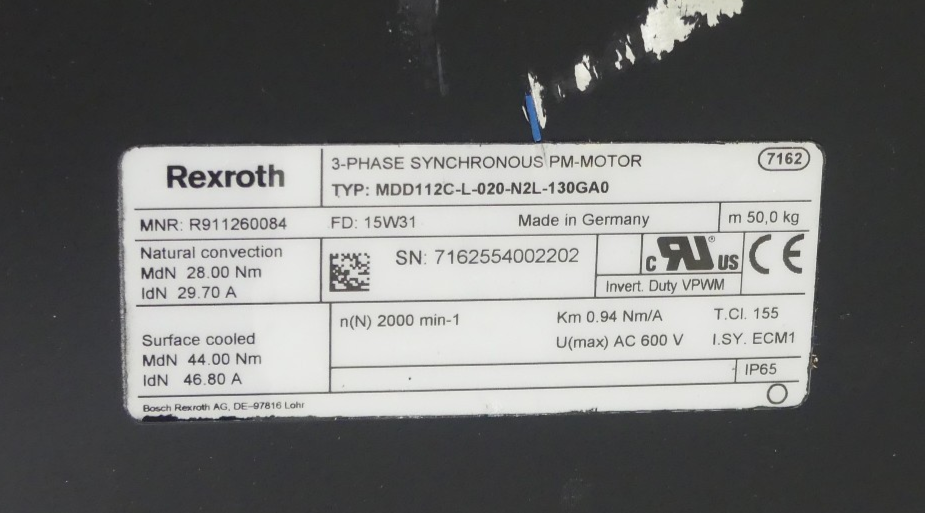 Rexroth
3-PHASE SYNCHRONOUS PM-MOTOR
7162
TYP: MDD112C-L-020-N2L-130GA0
MNR: R911260084
FD: 15W31
Made in Germany
m 50,0 kg
Natural convection
MdN 28.00 Nm
IdN 29.70 A
SN: 7162554002202
c RU ® US
CE
Invert. Duty VPWM
Surface cooled
MdN 44.00 Nm
IdN 46.80 A
n(N) 2000 min-1
Km 0.94 Nm/A
T.Cl. 155
U(max) AC 600 V
I.SY. ECM1
IP65
Bosch Rexroth AG, DE-97816 Lohr